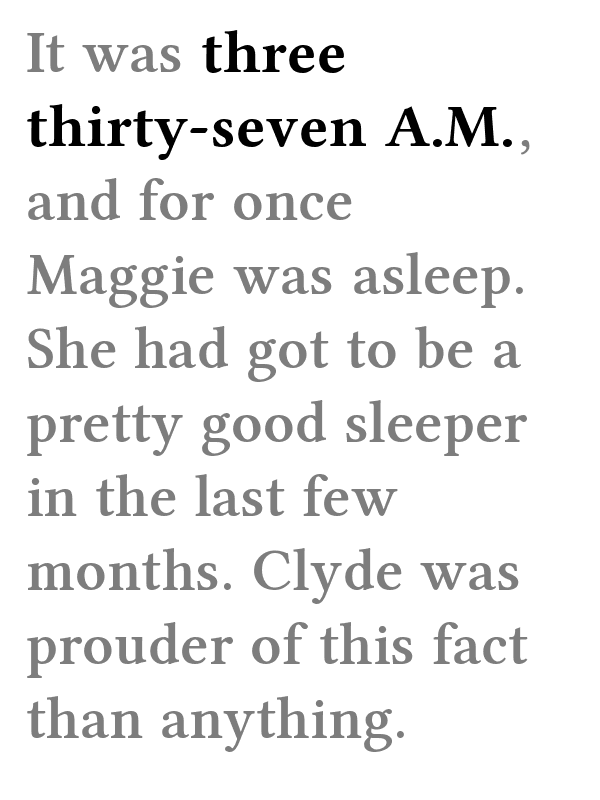 It was three
thirty-seven A.M.,
and for once
Maggie was asleep.
She had got to be a
pretty good sleeper
in the last few
months. Clyde was
prouder of this fact
than anything.